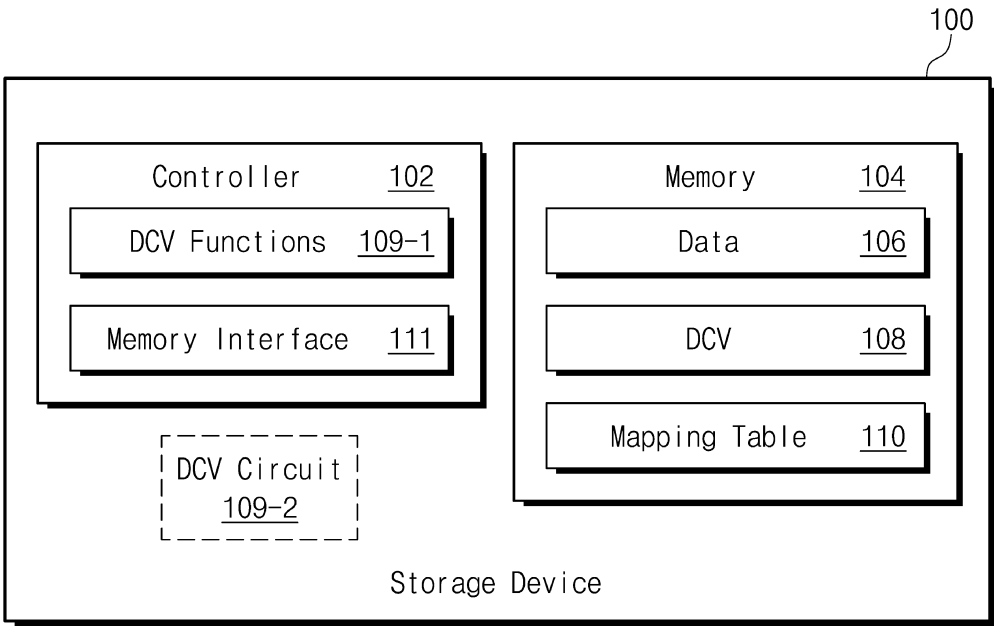 100
Controller 102
DCV Functions 109-1
Memory Interface 111
DCV Circuit
109-2
Memory 104
Data 106
DCV 108
Mapping Table 110
Storage Device